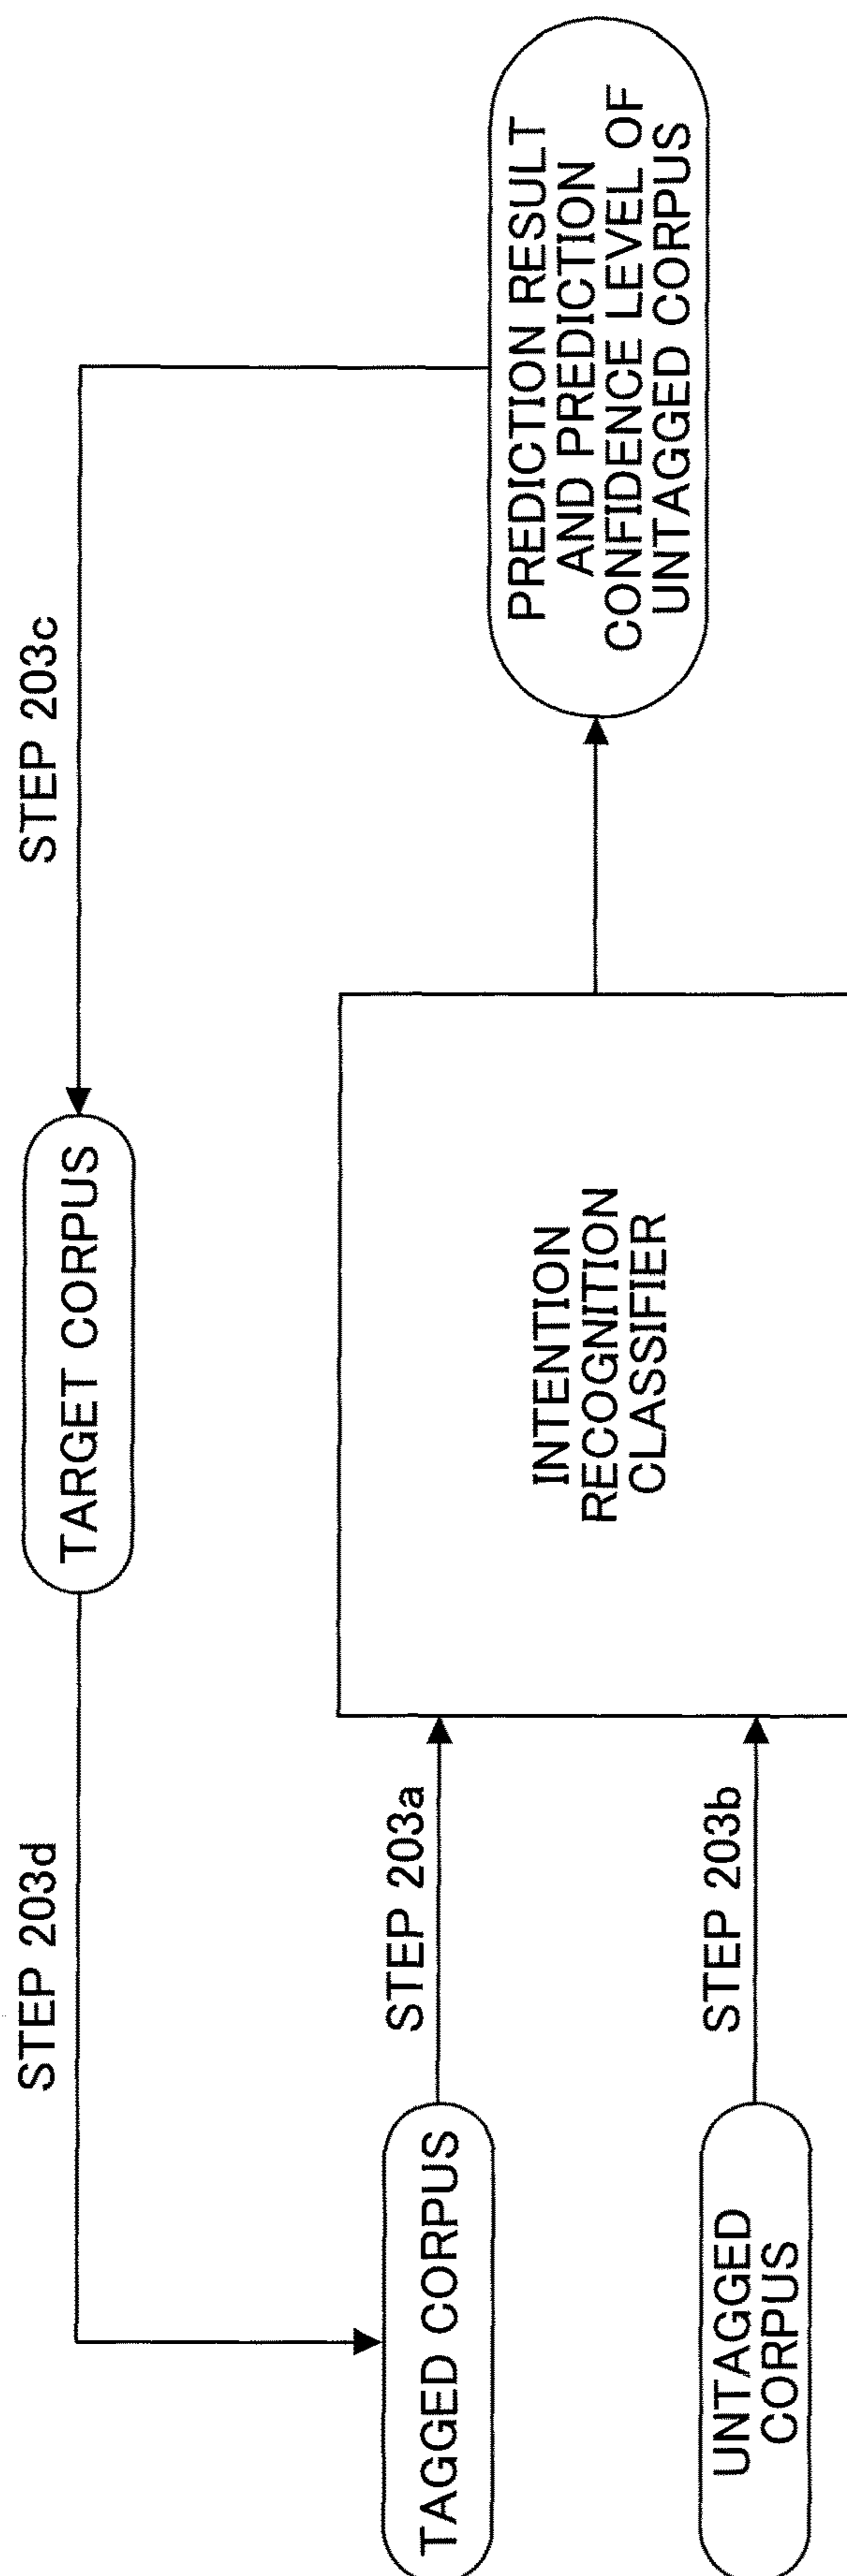 STEP 203d
STEP 203c
TARGET CORPUS
TAGGED CORPUS
STEP 203a
INTENTION
RECOGNITION
CLASSIFIER
PREDICTION RESULT
AND PREDICTION
CONFIDENCE LEVEL OF
UNTAGGED CORPUS
UNTAGGED
CORPUS
STEP 203b